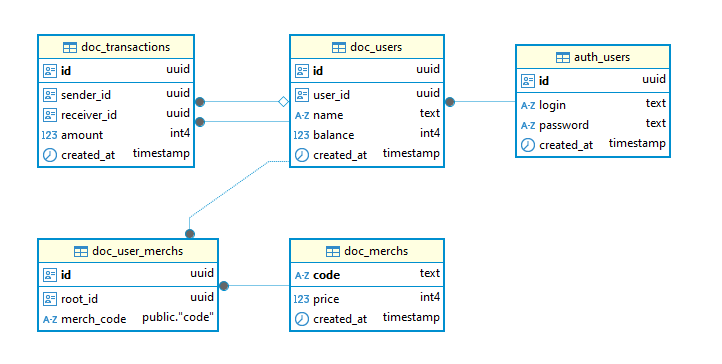 doc_transactions
id uuid
sender_id uuid
receiver_id uuid
123 amount int4
created_at timestamp
doc_users
id uuid
user_id uuid
A-Z name text
123 balance int4
created_at timestamp
auth_users
id uuid
A-Z login text
A-Z password text
created_at timestamp
doc_user_merchs
id uuid
root_id uuid
A-Z merch_code public."code"
doc_merchs
A-Z code text
123 price int4
created_at timestamp